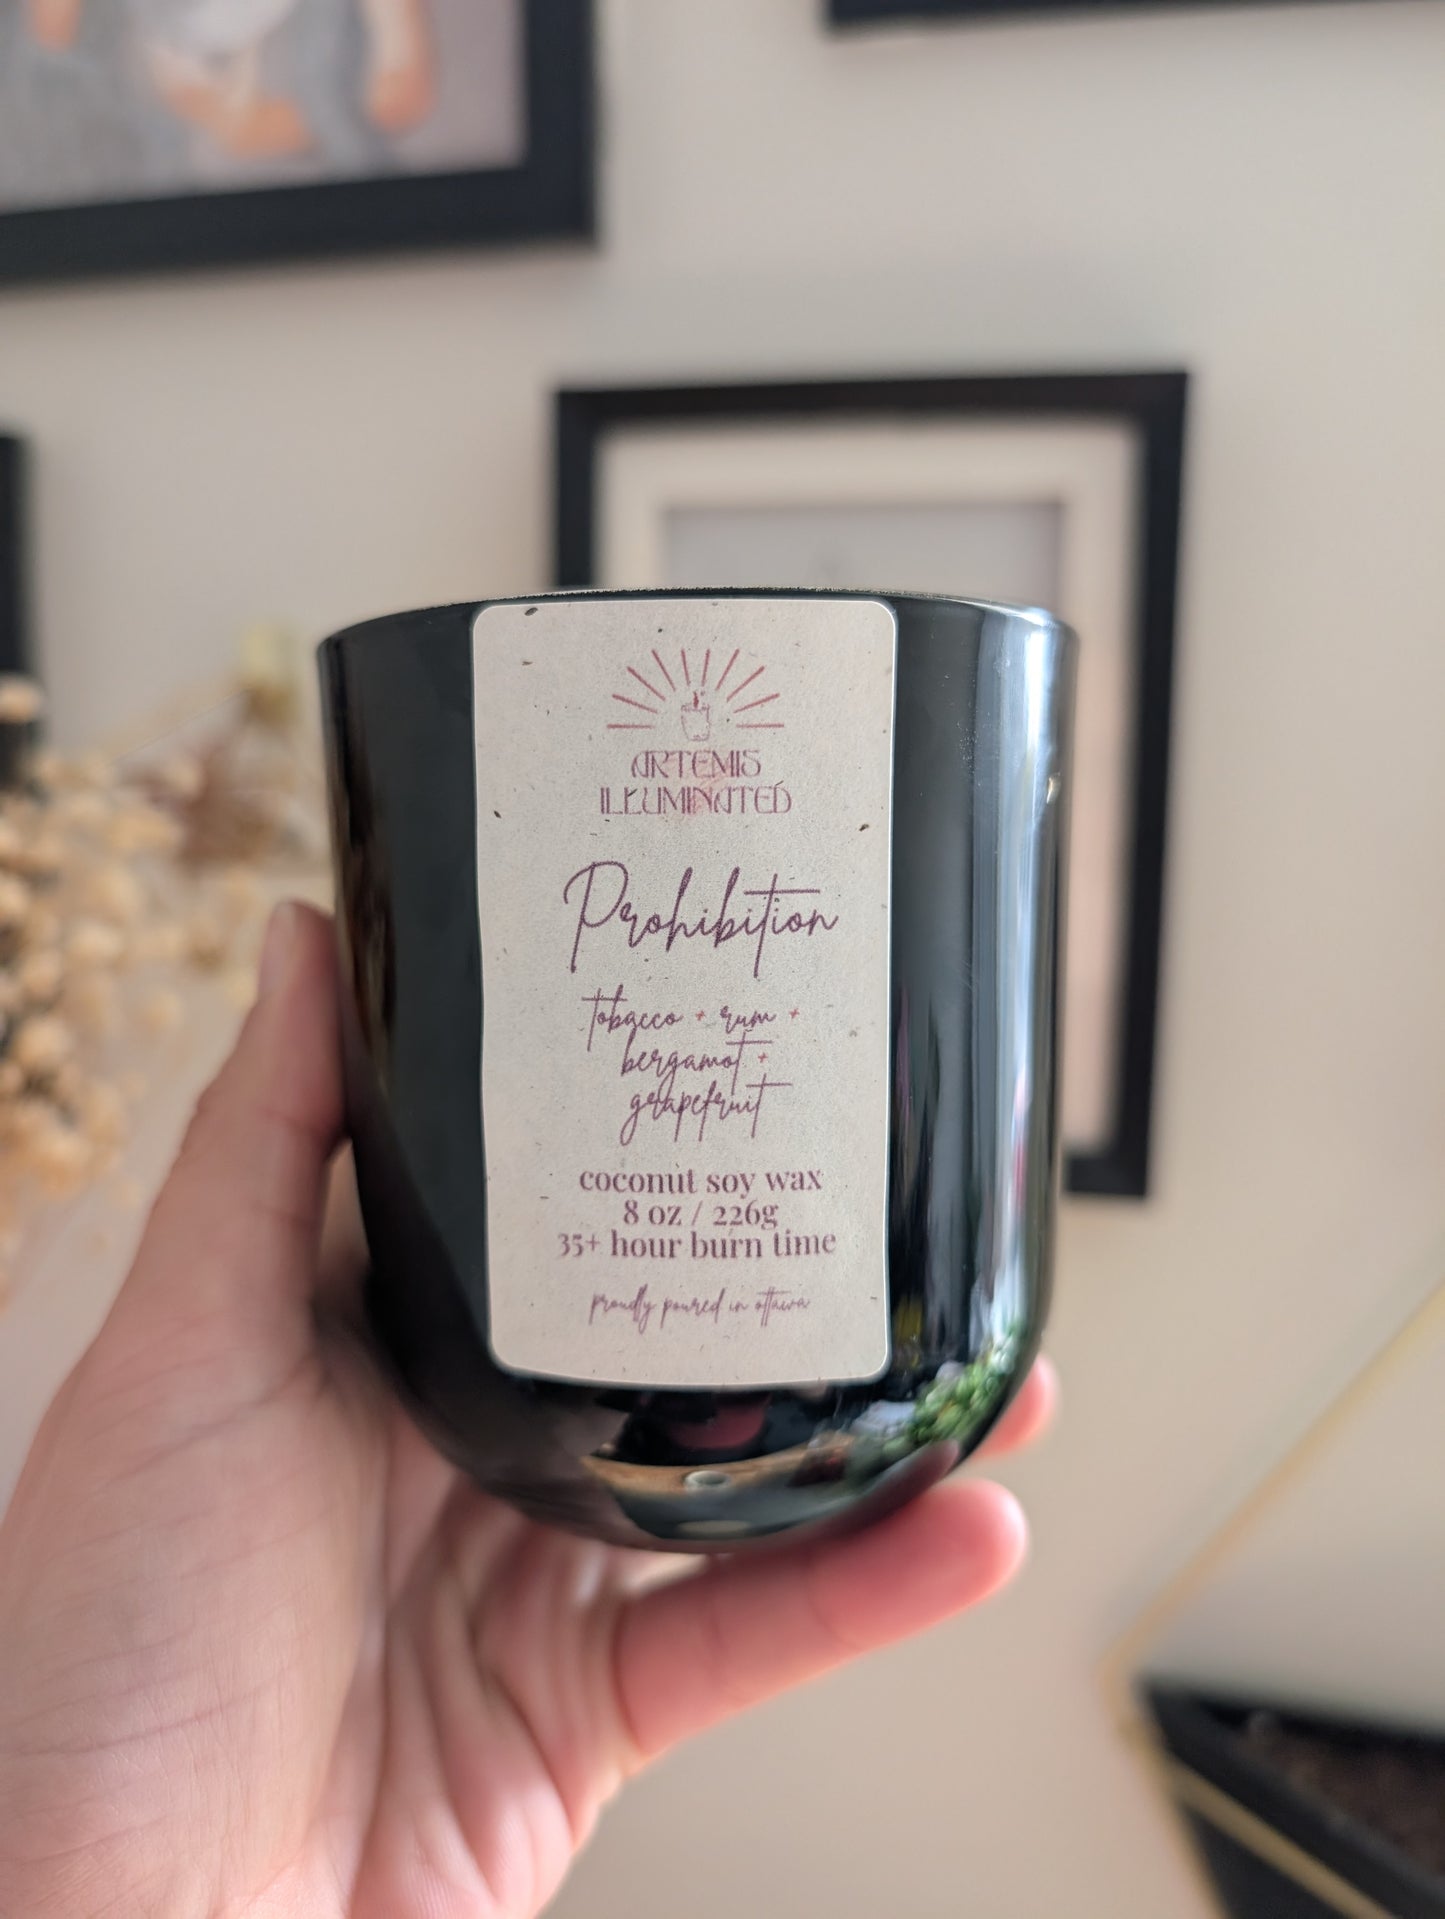 ARTEMIS
ILLUMINATED
Prohibition
tobacco + rum +
bergamot +
grapefruit
coconut soy wax
8 oz / 226g
35+ hour burn time
proudly poured in ottawa